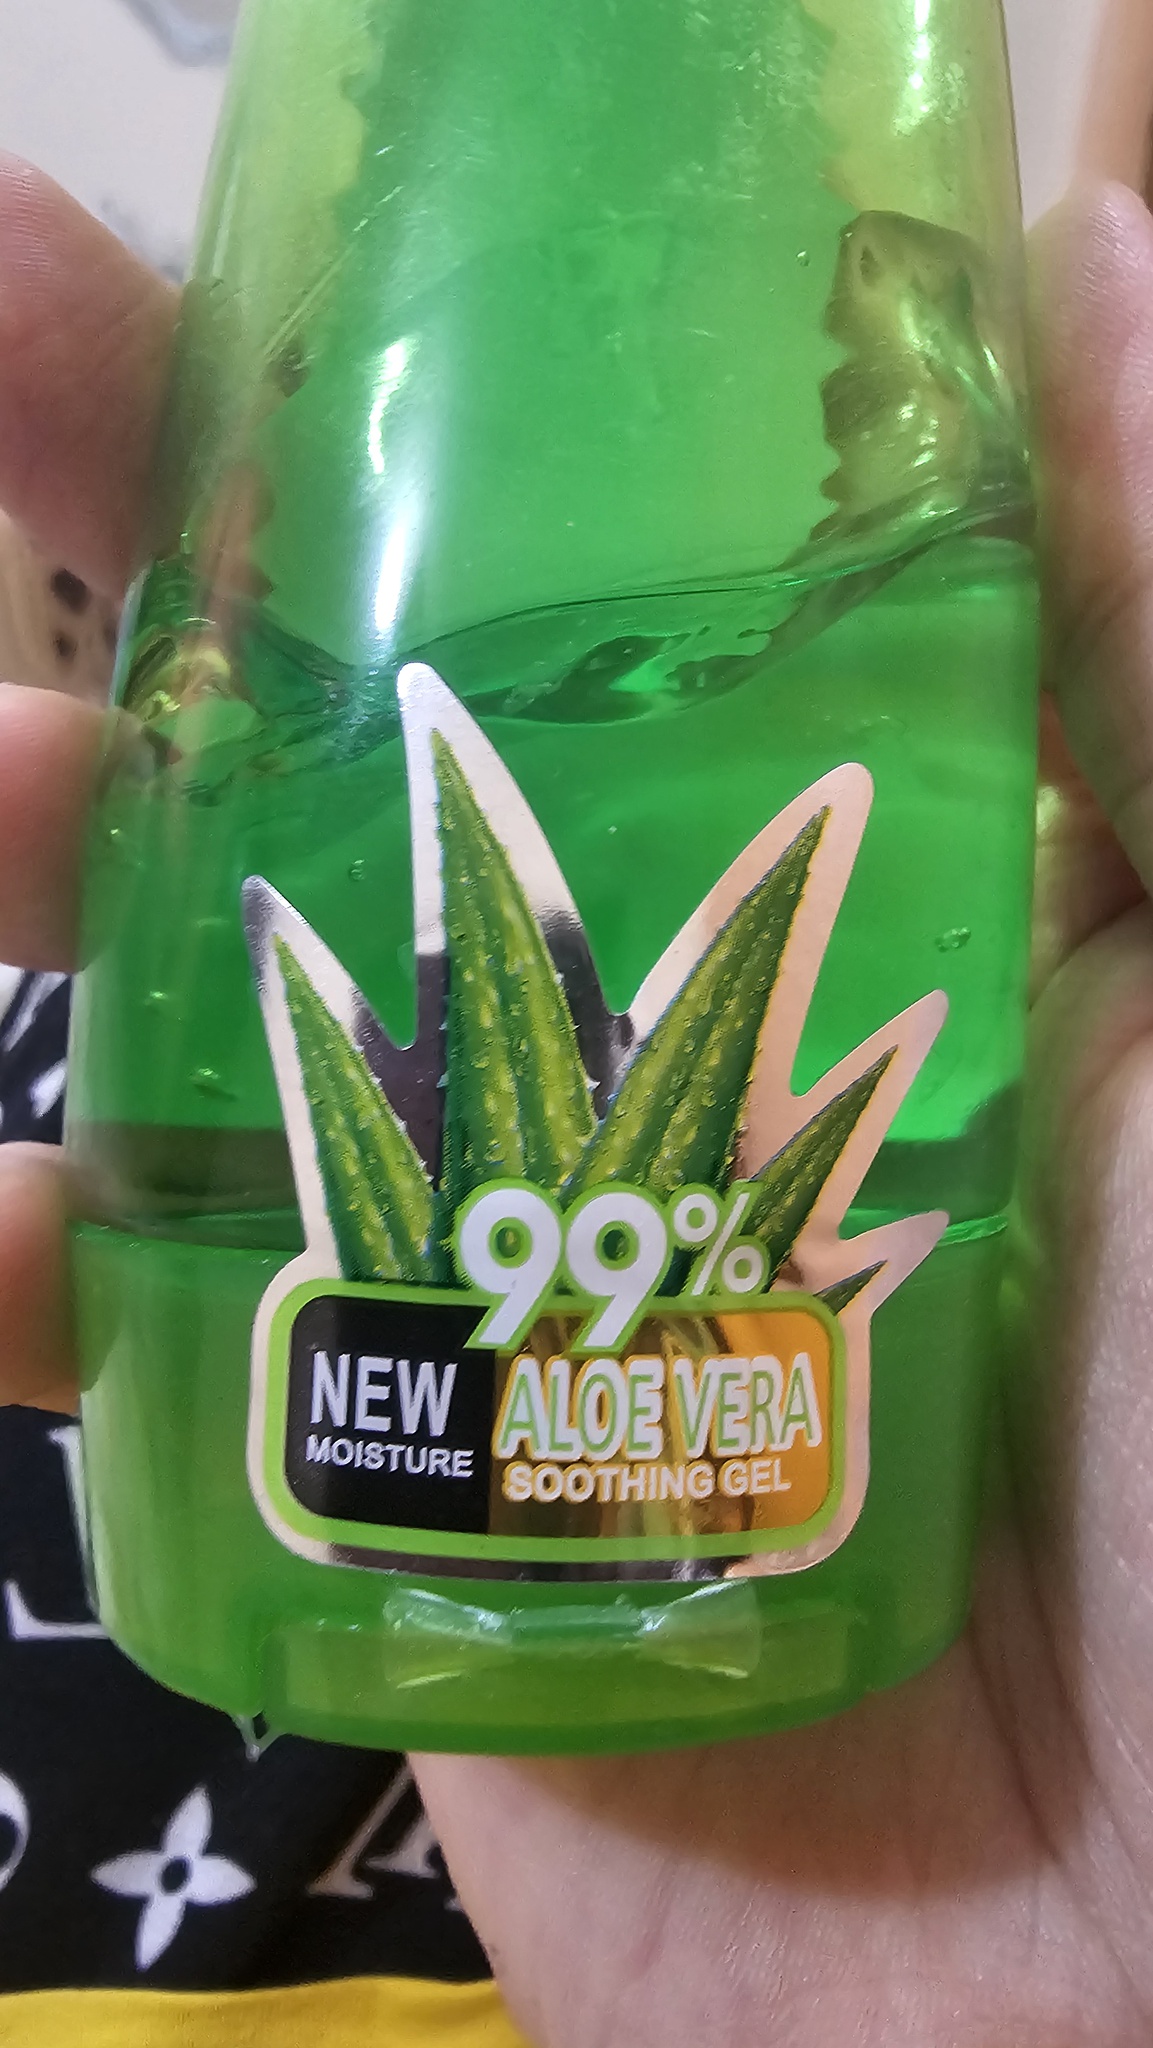 99%
NEW
MOISTURE
ALOE VERA
SOOTHING GEL